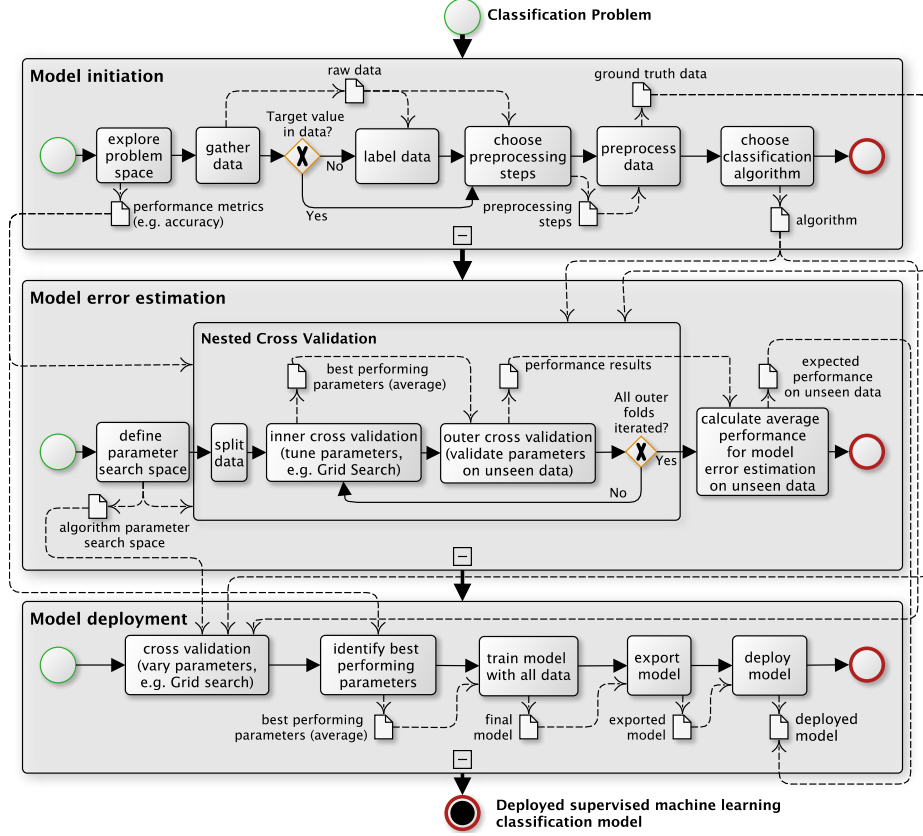 Classification Problem
Model initiation
raw data
ground truth data
Target value
in data?
explore
problem
space
gather
data
No
label data
choose
preprocessing
steps
preprocess
data
choose
classification
algorithm
Yes
performance metrics
(e.g. accuracy)
preprocessing
steps
algorithm
Model error estimation
Nested Cross Validation
best performing
parameters (average)
performance results
expected
performance
on unseen data
All outer
folds
iterated?
define
parameter
search space
split
data
inner cross validation
(tune parameters,
e.g. Grid Search)
outer cross validation
(validate parameters
on unseen data)
Yes
No
calculate average
performance
for model
error estimation
on unseen data
algorithm parameter
search space
Model deployment
cross validation
(vary parameters,
e.g. Grid search)
identify best
performing
parameters
train model
with all data
export
model
deploy
model
best performing
parameters (average)
final
model
exported
model
deployed
model
Deployed supervised machine learning
classification model